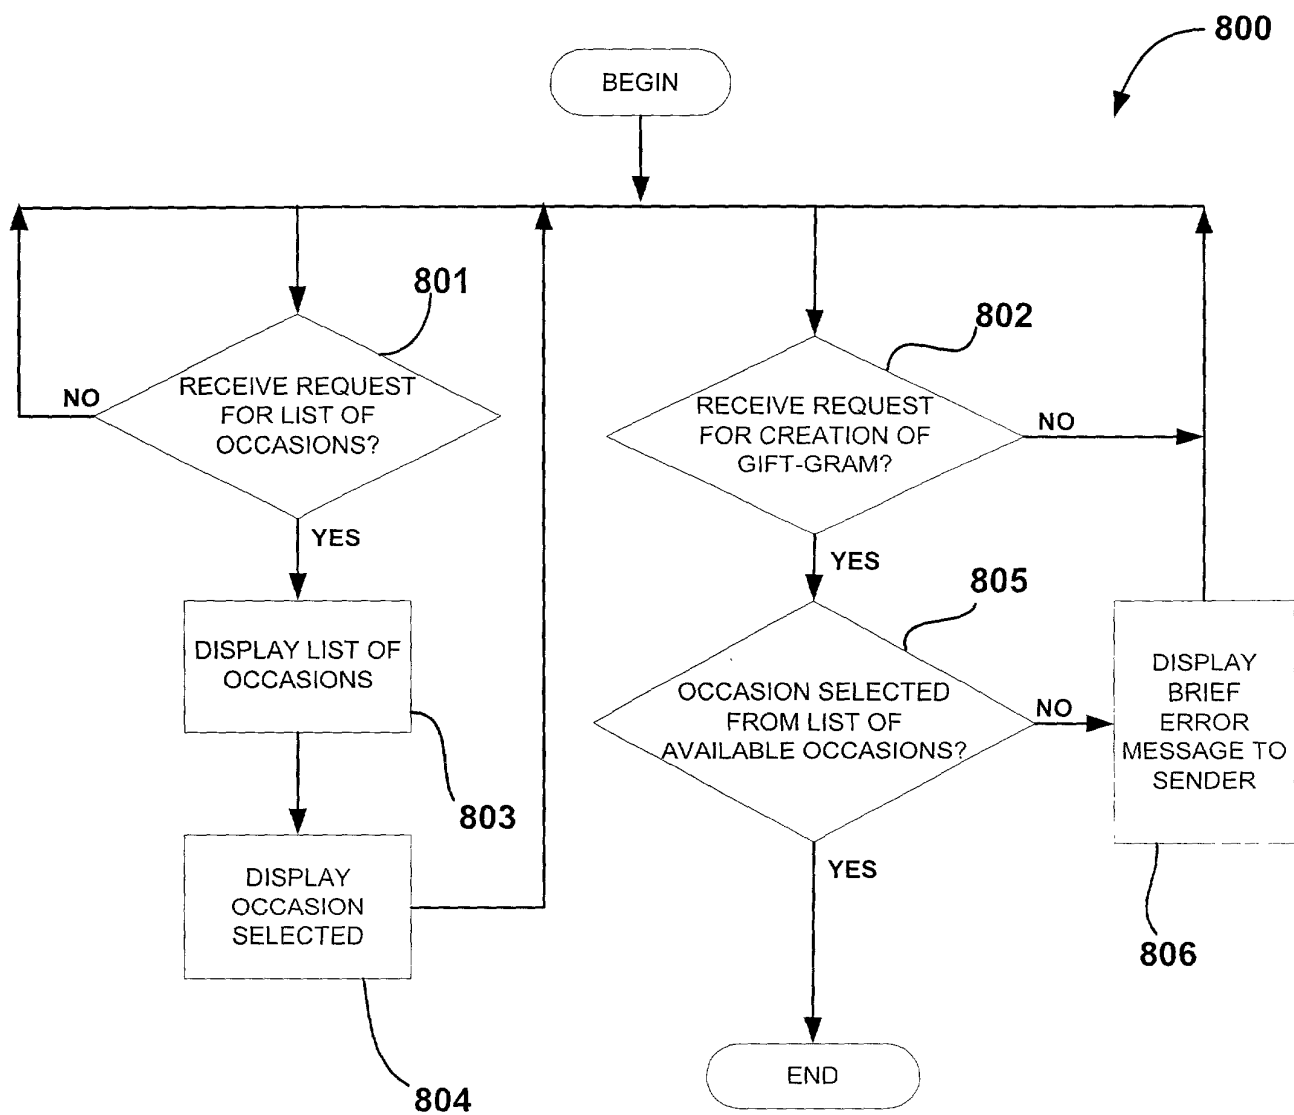 800
BEGIN
801
802
NO
RECEIVE REQUEST
FOR LIST OF
OCCASIONS?
RECEIVE REQUEST
FOR CREATION OF
GIFT-GRAM?
NO
YES
YES
805
DISPLAY LIST OF
OCCASIONS
803
OCCASION SELECTED
FROM LIST OF
AVAILABLE OCCASIONS?
NO
DISPLAY
BRIEF
ERROR
MESSAGE TO
SENDER
806
DISPLAY
OCCASION
SELECTED
804
YES
END